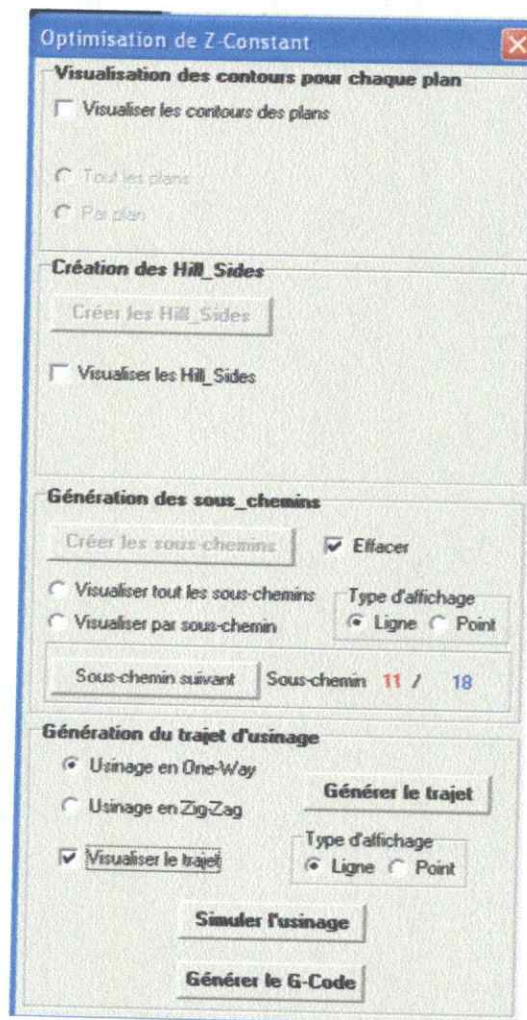 Optimisation de Z-Constant
Visualisation des contours pour chaque plan
Visualiser les contours des plans
Tout les plans
Par plan
Création des Hill_Sides
Créer les Hill_Sides
Visualiser les Hill_Sides
Génération des sous_chemins
Créer les sous-chemins
Effacer
Visualiser tout les sous-chemins
Visualiser par sous-chemin
Type d'affichage
Ligne
Point
Sous-chemin suivant
Sous-chemin 11 / 18
Génération du trajet d'usinage
Usinage en One-Way
Usinage en Zig-Zag
Générer le trajet
Visualiser le trajet
Type d'affichage
Ligne
Point
Simuler l'usinage
Générer le G-Code